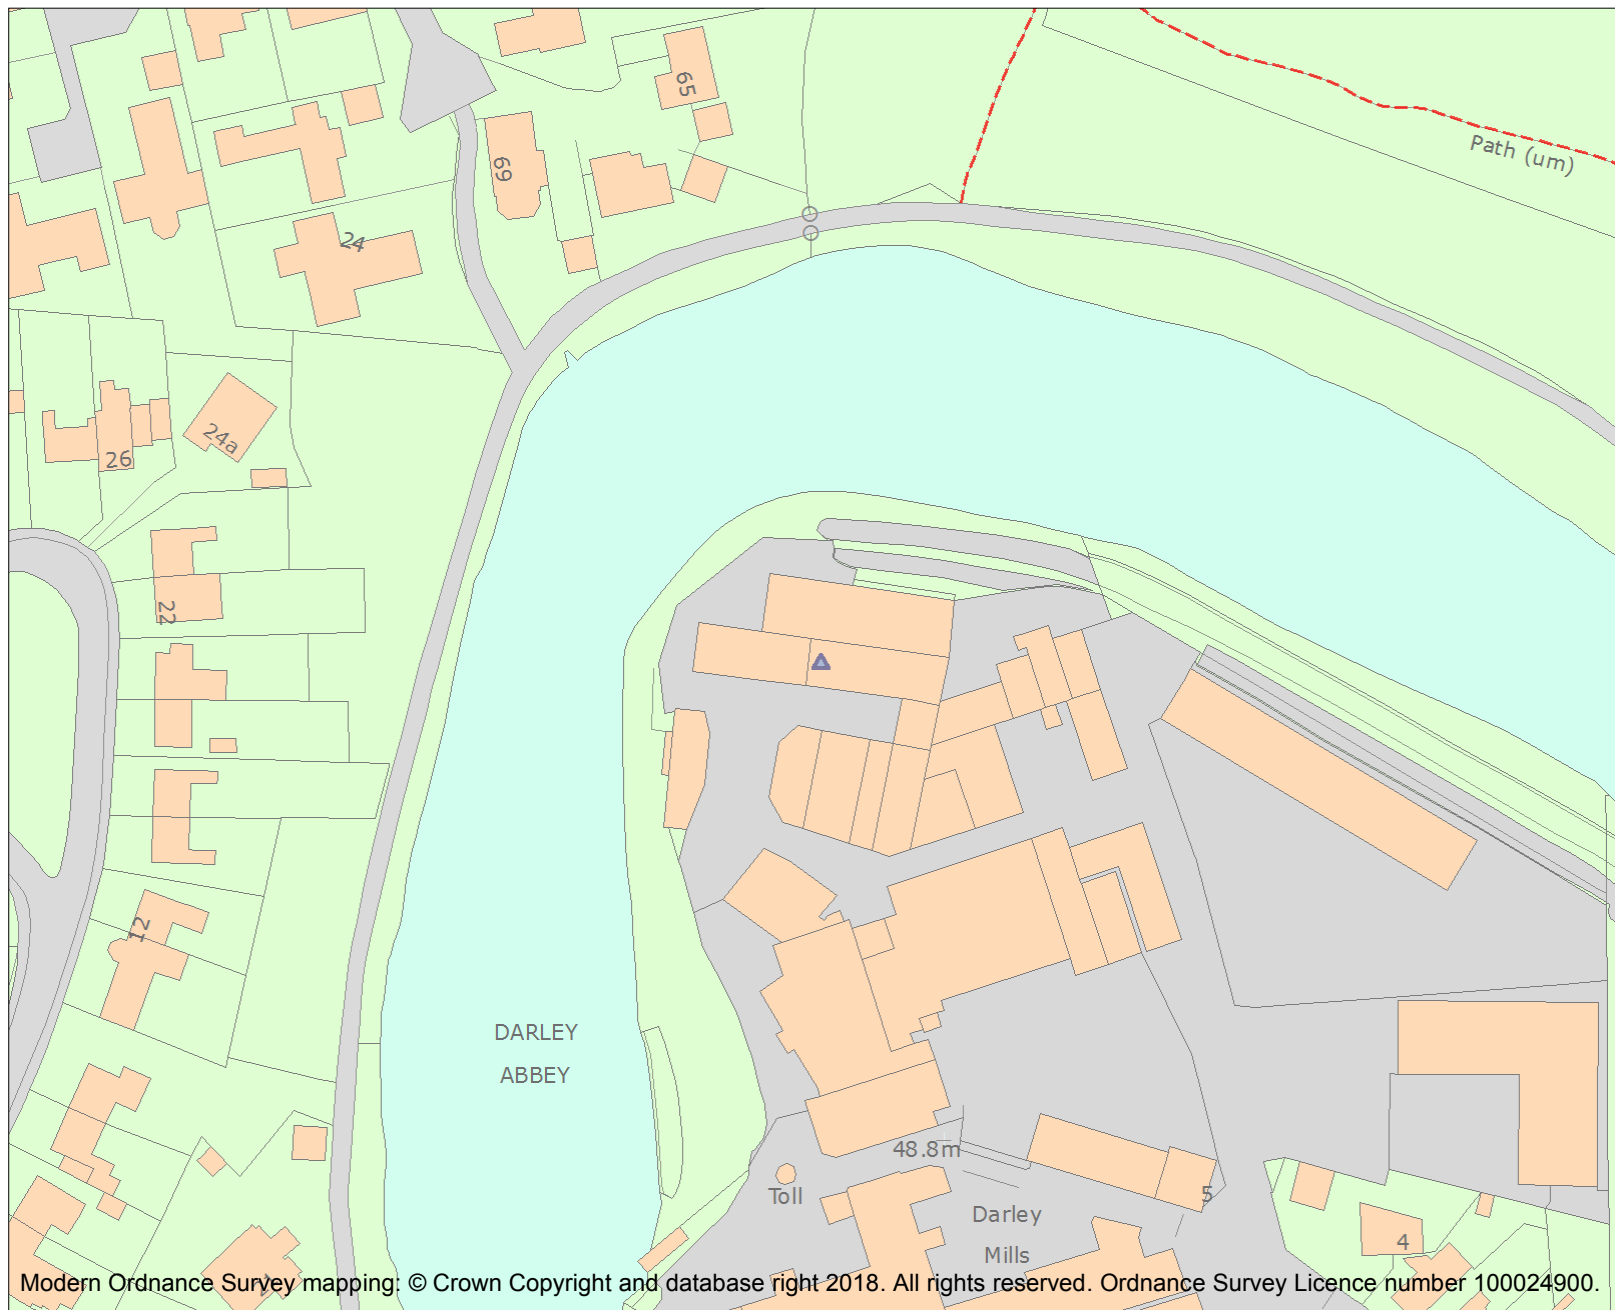 65
69
Path (um)
24
24a
26
22
12
DARLEY
ABBEY
48.8m
Toll
5
Darley
Mills
4
Modern Ordnance Survey mapping: © Crown Copyright and database right 2018. All rights reserved. Ordnance Survey Licence number 100024900.